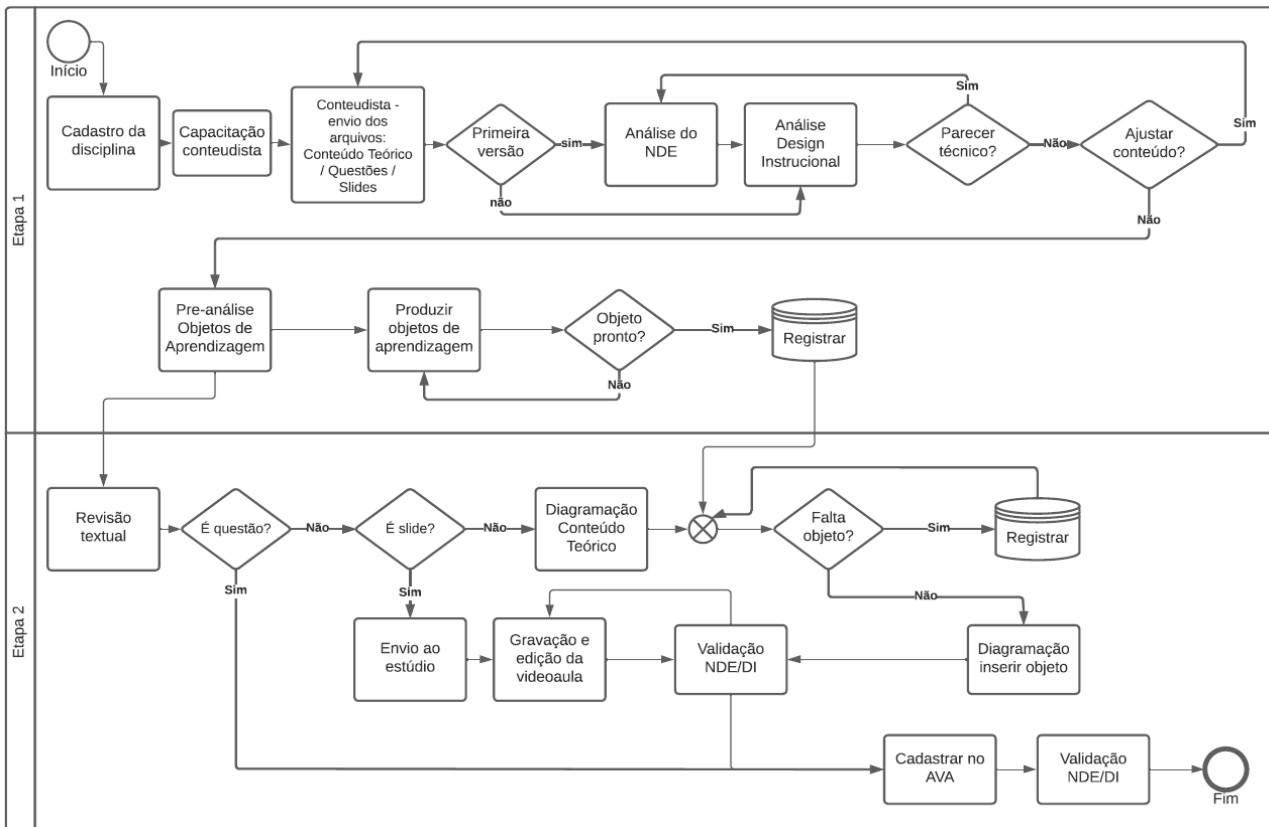 Etapa 1
Início
Cadastro da
disciplina
Capacitação
conteudista
Conteudista -
envio dos
arquivos:
Conteúdo Teórico
/ Questões /
Slides
Primeira
versão
sim
não
Análise do
NDE
Análise
Design
Instrucional
Sim
Parecer
técnico?
Não
Ajustar
conteúdo?
Sim
Não
Pre-análise
Objetos de
Aprendizagem
Produzir
objetos de
aprendizagem
Objeto
pronto?
Sim
Não
Registrar
Etapa 2
Revisão
textual
É questão?
Não
Sim
É slide?
Não
Sim
Diagramação
Conteúdo
Teórico
Falta
objeto?
Sim
Registrar
Não
Envio ao
estúdio
Gravação e
edição da
videoaula
Validação
NDE/DI
Diagramação
inserir objeto
Cadastrar no
AVA
Validação
NDE/DI
Fim